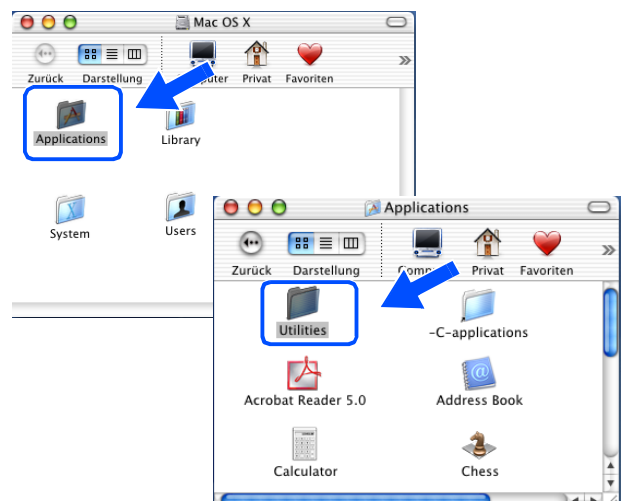 Mac OS X
Zurück Darstellung Computer Privat Favoriten
Applications Library
System Users
Applications
Zurück Darstellung Comp Privat Favoriten
Utilities -C-applications
Acrobat Reader 5.0 Address Book
Calculator Chess